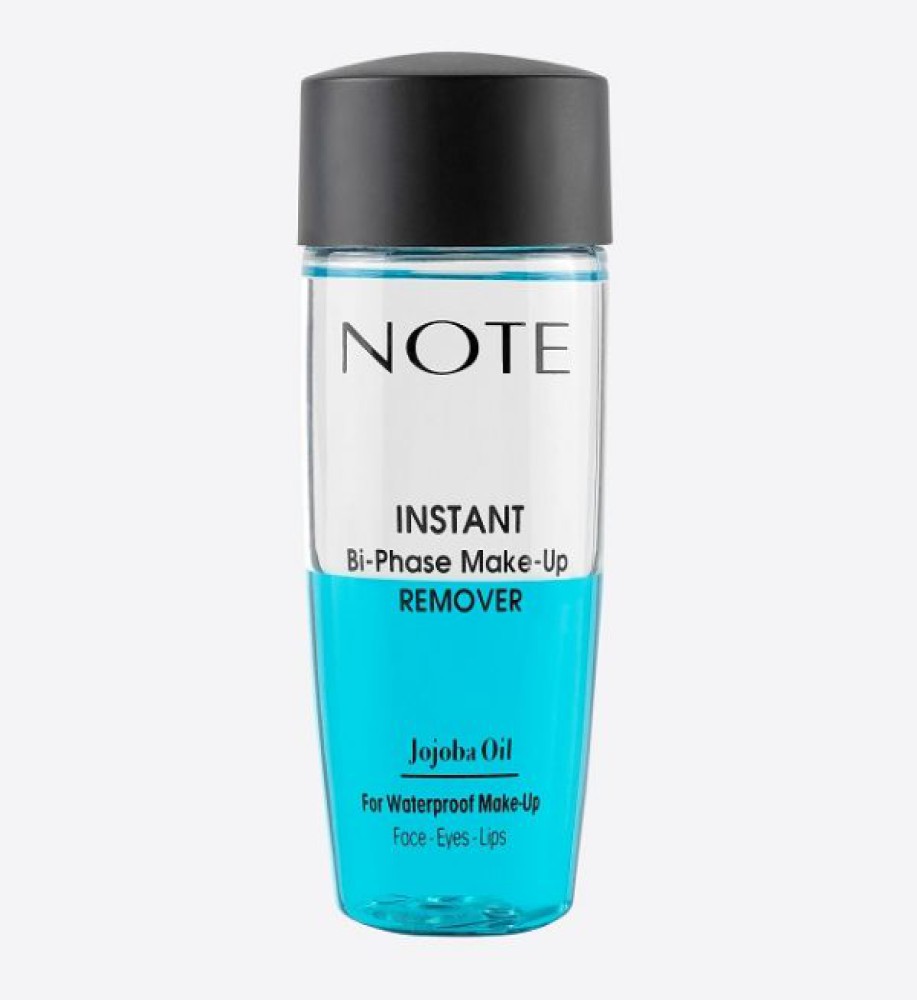 NOTE
INSTANT
Bi-Phase Make-Up
REMOVER
Jojoba Oil
For Waterproof Make-Up
Face - Eyes - Lips